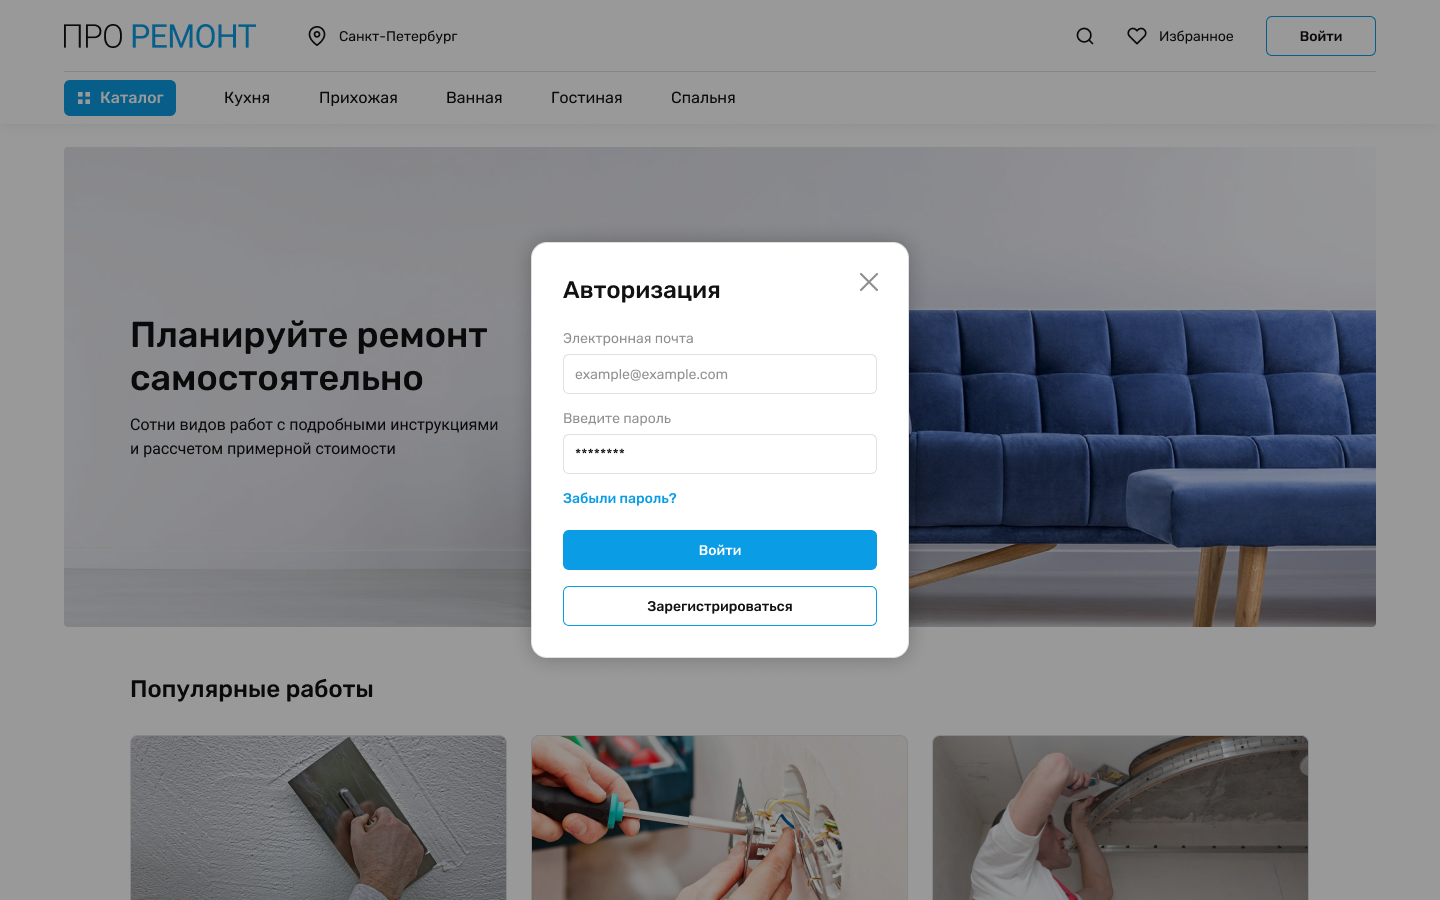 ПРО РЕМОНТ
Санкт-Петербург
Избранное
Войти
Каталог
Кухня
Прихожая
Ванная
Гостиная
Спальня
Планируйте ремонт
самостоятельно
Сотни видов работ с подробными инструкциями
и рассчетом примерной стоимости
Авторизация
Электронная почта
example@example.com
Введите пароль
********
Забыли пароль?
Войти
Зарегистрироваться
Популярные работы